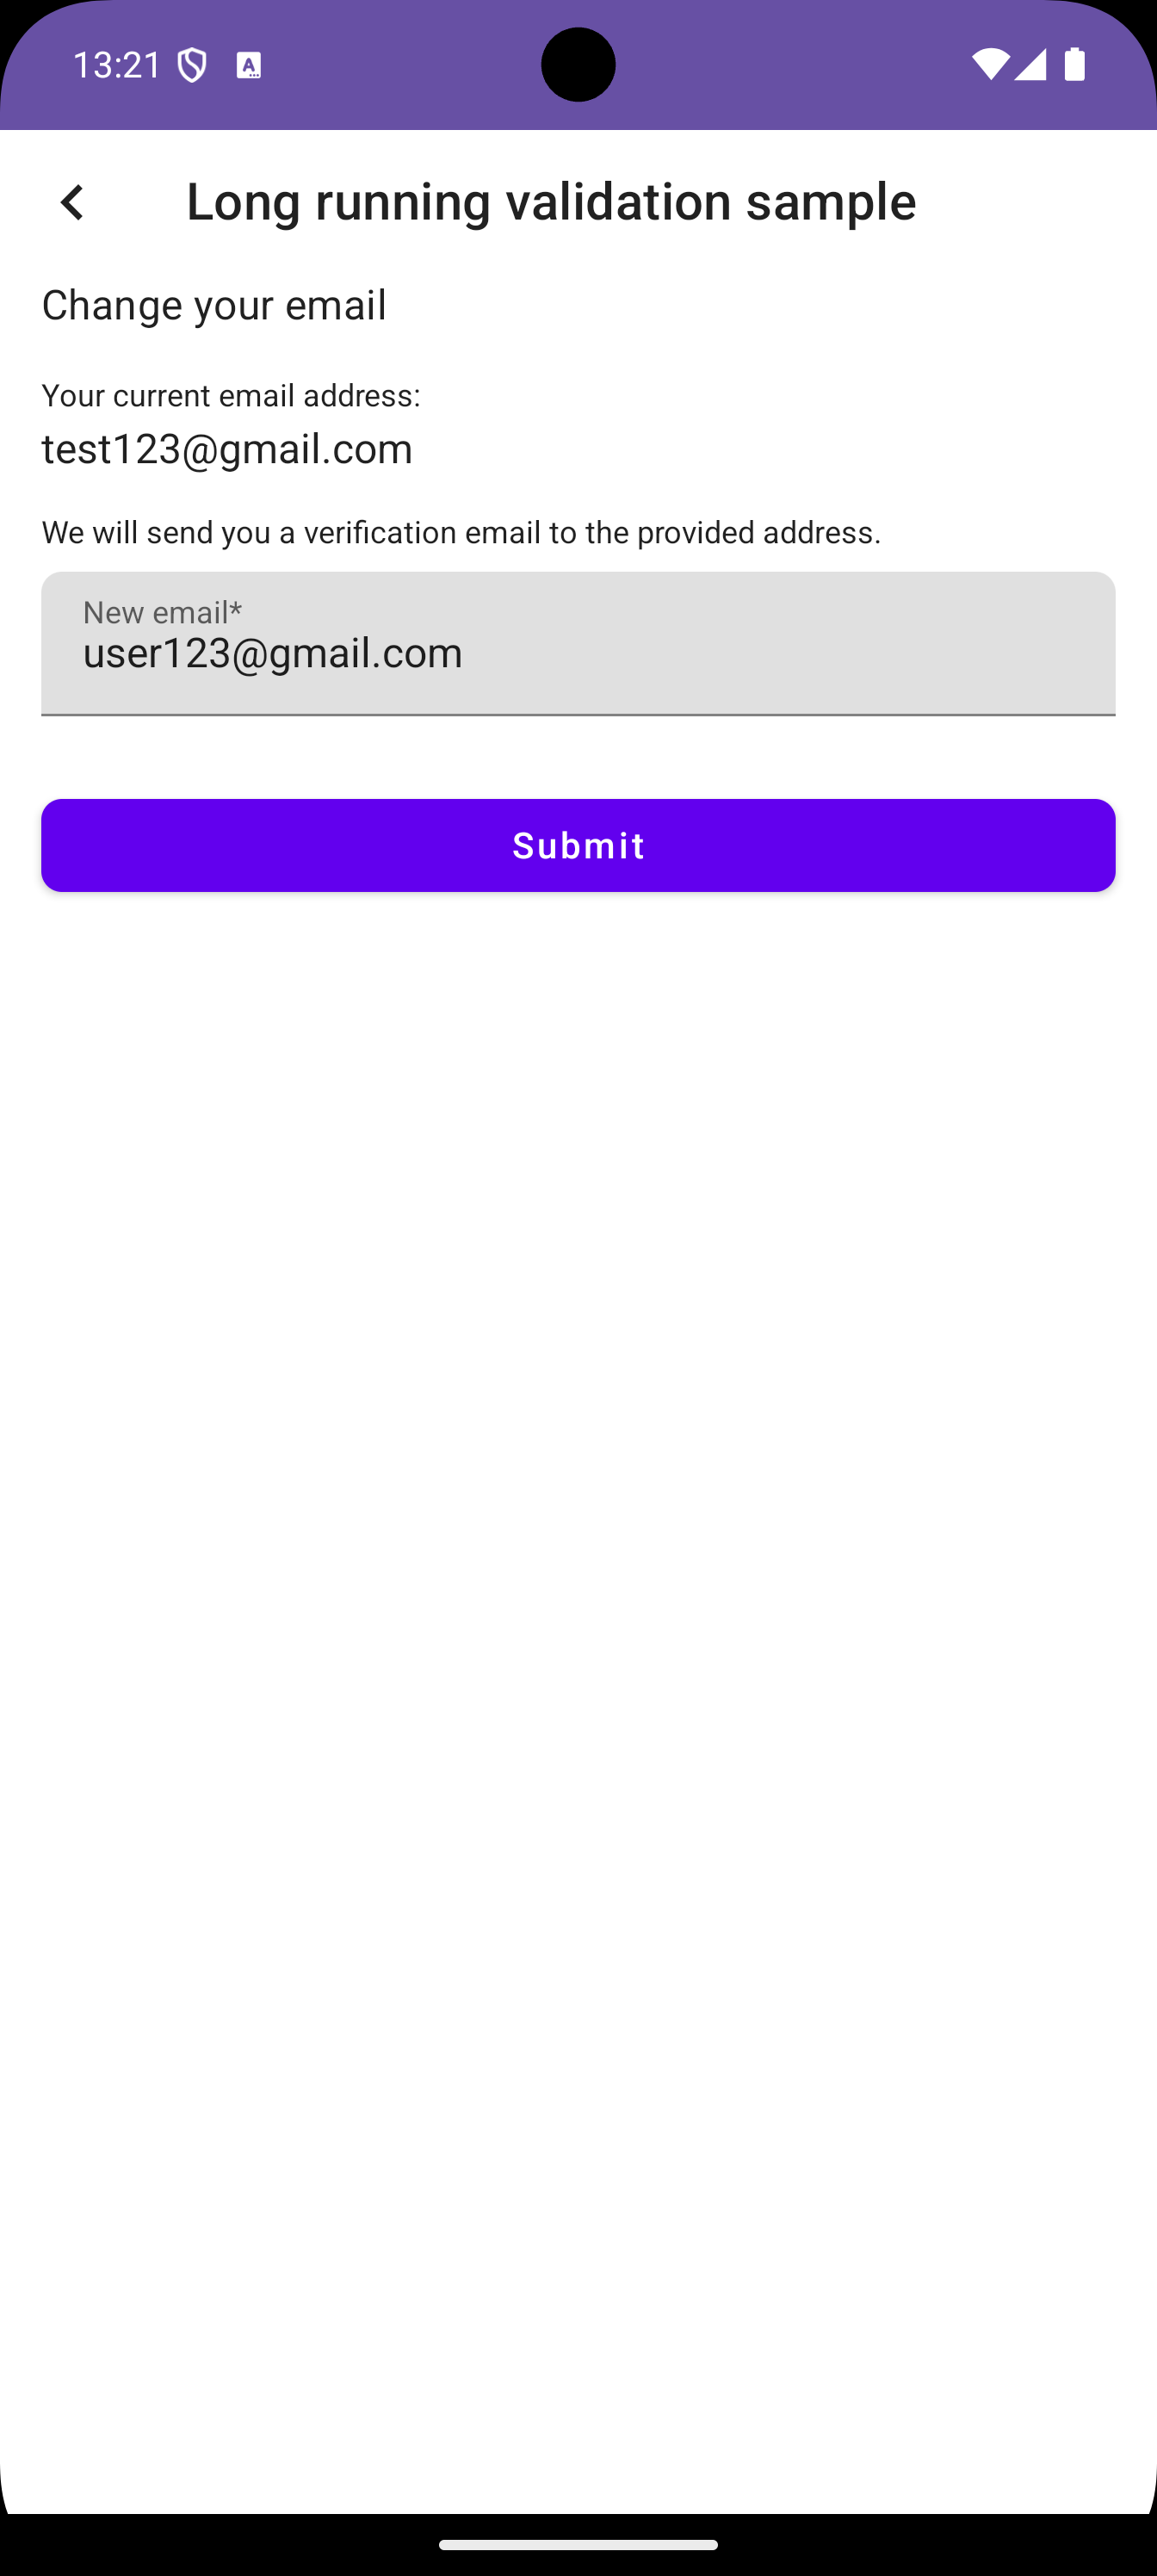 13:21
Long running validation sample
Change your email
Your current email address:
test123@gmail.com
We will send you a verification email to the provided address.
New email*
user123@gmail.com
Submit